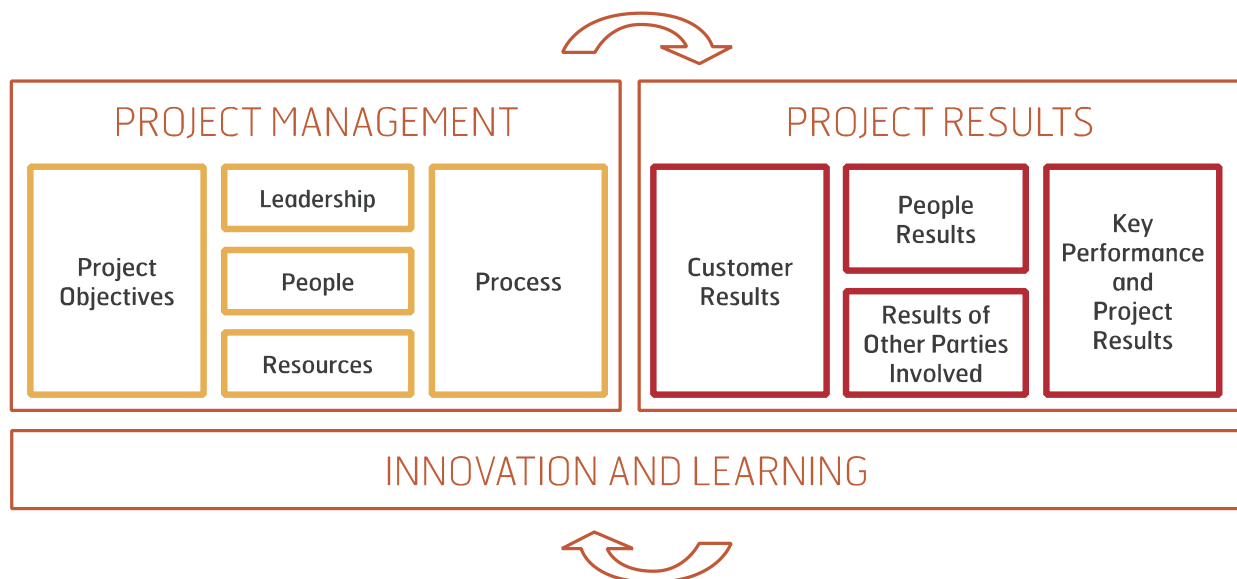 PROJECT MANAGEMENT
Project
Objectives
Leadership
People
Resources
Process
PROJECT RESULTS
Customer
Results
People
Results
Results of
Other Parties
Involved
Key
Performance
and
Project
Results
INNOVATION AND LEARNING